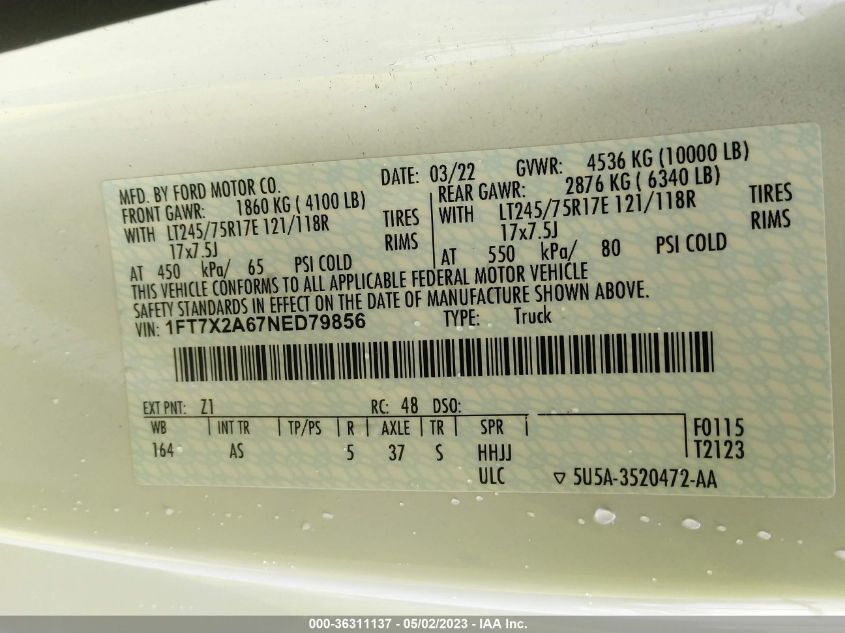 MFD. BY FORD MOTOR CO. DATE: 03/22 GVWR: 4536 KG (10000 LB)
FRONT GAWR: 1860 KG ( 4100 LB) REAR GAWR: 2876 KG ( 6340 LB)
WITH LT245/75R17E 121/118R TIRES WITH LT245/75R17E 121/118R TIRES
17x7.5J RIMS 17x7.5J RIMS
AT 450 kPa/ 65 PSI COLD AT 550 kPa/ 80 PSI COLD
THIS VEHICLE CONFORMS TO ALL APPLICABLE FEDERAL MOTOR VEHICLE
SAFETY STANDARDS IN EFFECT ON THE DATE OF MANUFACTURE SHOWN ABOVE.
VIN: 1FT7X2A67NED79856 TYPE: Truck
EXT PNT: Z1 RC: 48 DSO:
WB INT TR TP/PS R AXLE TR SPR F0115
164 AS 5 37 S HHJJ T2123
ULC ▽ 5U5A-3520472-AA
000-36311137 - 05/02/2023 - IAA Inc.